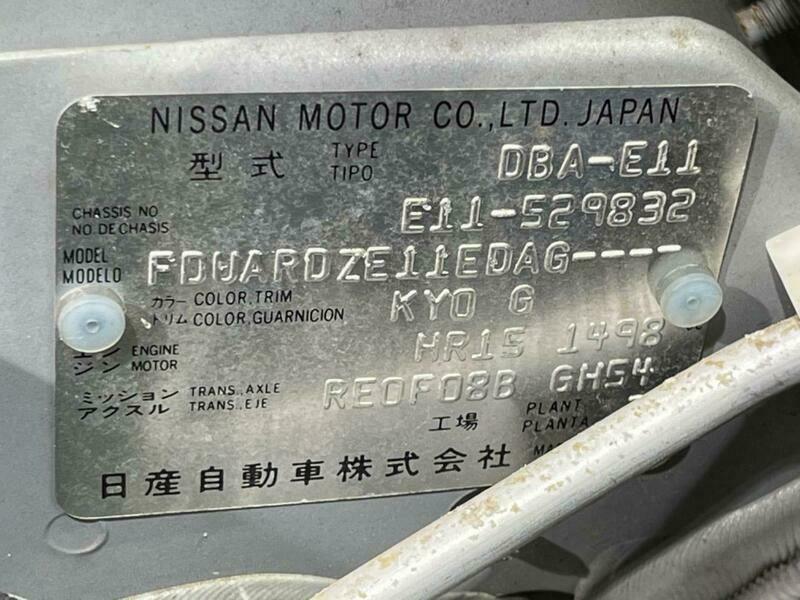 NISSAN MOTOR CO.,LTD. JAPAN
型式 TYPE TIPO DBA-E11
CHASSIS NO
NO DE CHASIS E11-529832
MODEL
MODELO FDWARDZE11EDAG----
カラー COLOR,TRIM
トリム COLOR,GUARNICION KY0 G
エン ENGINE
ジン MOTOR HR15 1498
ミッション TRANS.,AXLE
アクスル TRANS.,EJE RE0F08B GH54
工場 PLANT
PLANTA
日産自動車株式会社